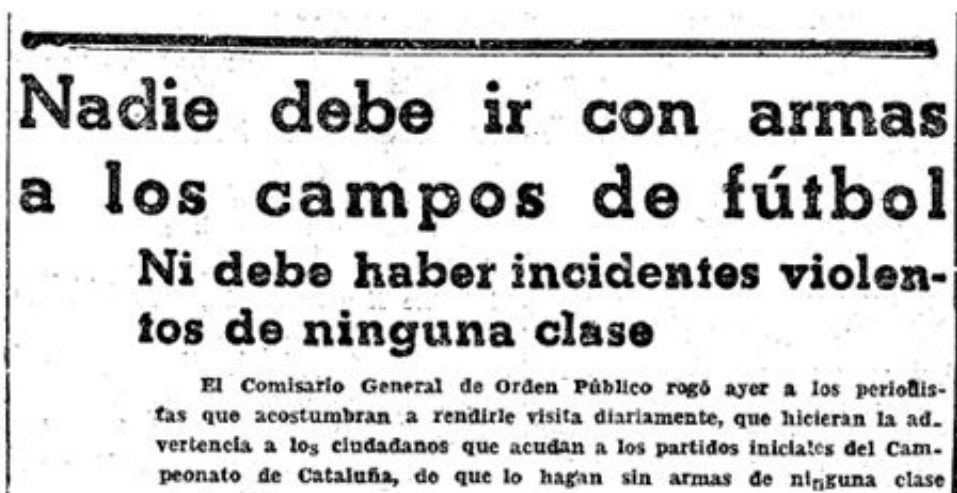 Nadie debe ir con armas
a los campos de fútbol
Ni debe haber incidentes violen-
tos de ninguna clase
El Comisario General de Orden Público rogó ayer a los periodis-
tas que acostumbran a rendirle visita diariamente, que hicieran la ad-
vertencia a los ciudadanos que acudan a los partidos iniciales del Cam-
peonato de Cataluña, de que lo hagan sin armas de ninguna clase